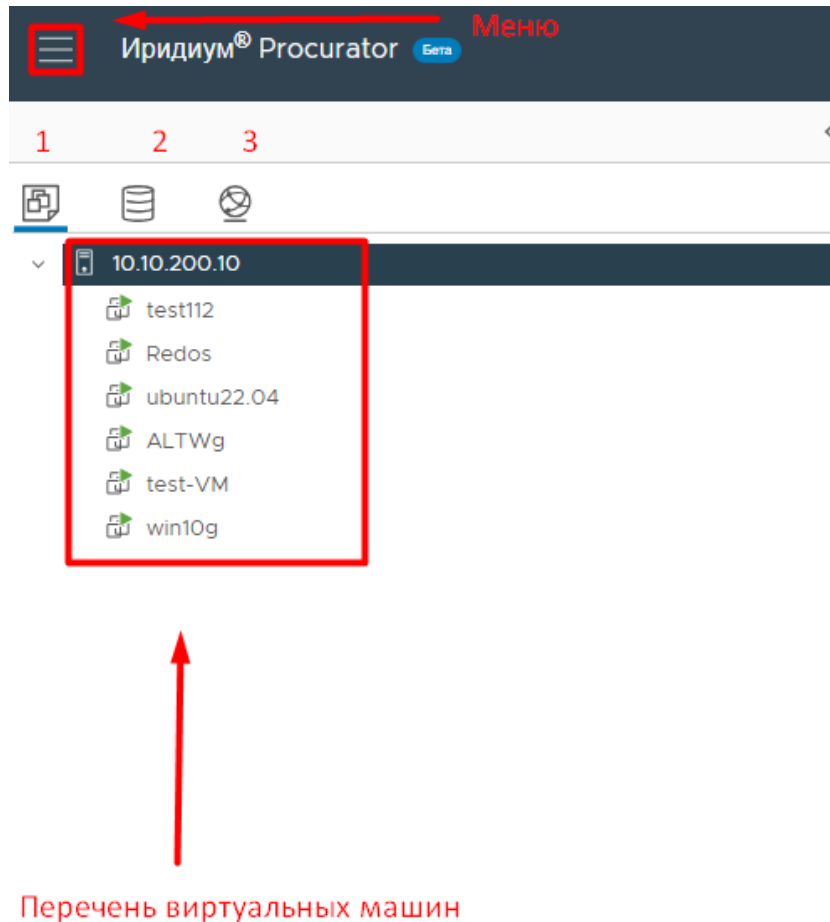 Меню
Иридиум® Procurator Бета
1 2 3
10.10.200.10
test112
Redos
ubuntu22.04
ALTWg
test-VM
win10g
Перечень виртуальных машин